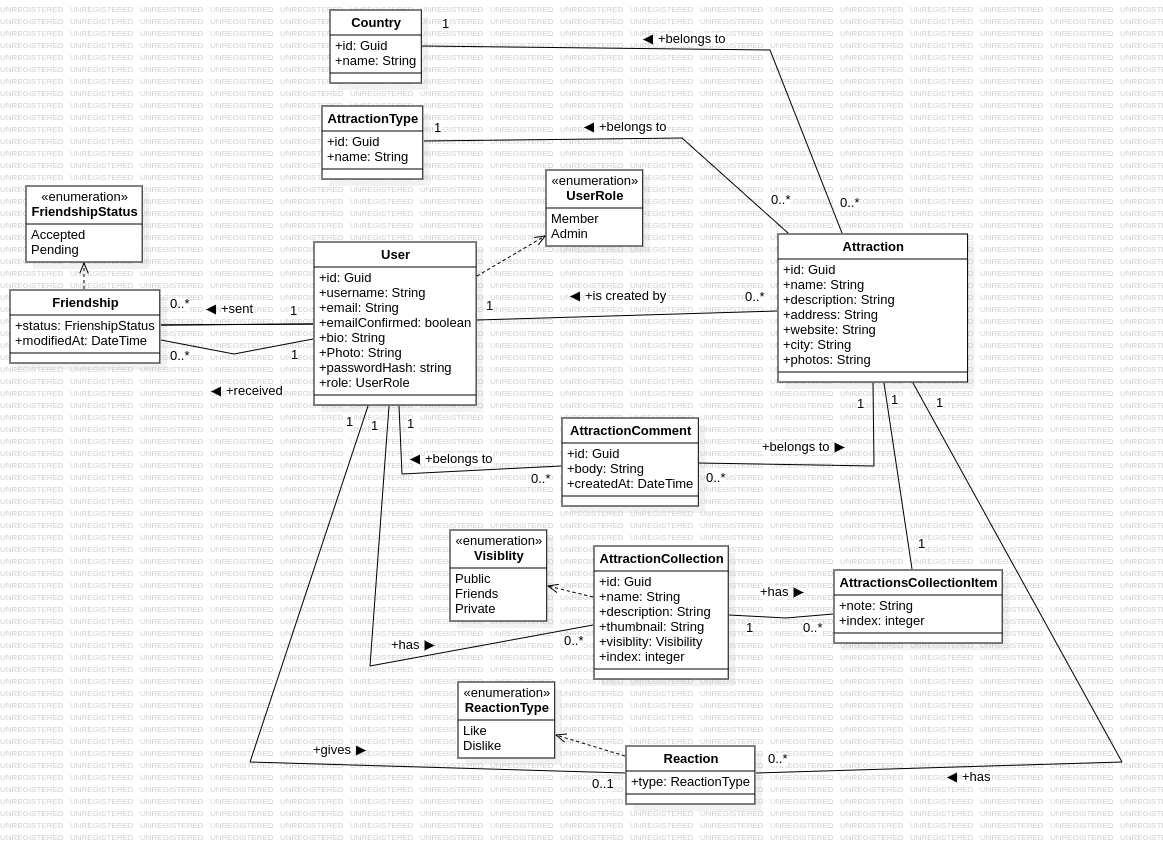 Country
+id: Guid
+name: String
1
◀ +belongs to
AttractionType
+id: Guid
+name: String
1
◀ +belongs to
0..*
0..*
«enumeration»
UserRole
Member
Admin
«enumeration»
FriendshipStatus
Accepted
Pending
Friendship
+status: FrienshipStatus
+modifiedAt: DateTime
0..*
◀ +sent
1
0..*
1
◀ +received
User
+id: Guid
+username: String
+email: String
+emailConfirmed: boolean
+bio: String
+Photo: String
+passwordHash: string
+role: UserRole
1
◀ +is created by
0..*
Attraction
+id: Guid
+name: String
+description: String
+address: String
+website: String
+city: String
+photos: String
1
1
1
1
1
1
AttractionComment
+id: Guid
+body: String
+createdAt: DateTime
◀ +belongs to
0..*
+belongs to ▶
0..*
«enumeration»
Visiblity
Public
Friends
Private
AttractionCollection
+id: Guid
+name: String
+description: String
+thumbnail: String
+visiblity: Visibility
+index: integer
+has ▶
0..*
+has ▶
1
0..*
1
AttractionsCollectionItem
+note: String
+index: integer
«enumeration»
ReactionType
Like
Dislike
Reaction
+type: ReactionType
+gives ▶
0..1
0..*
◀ +has
UNREGISTERED